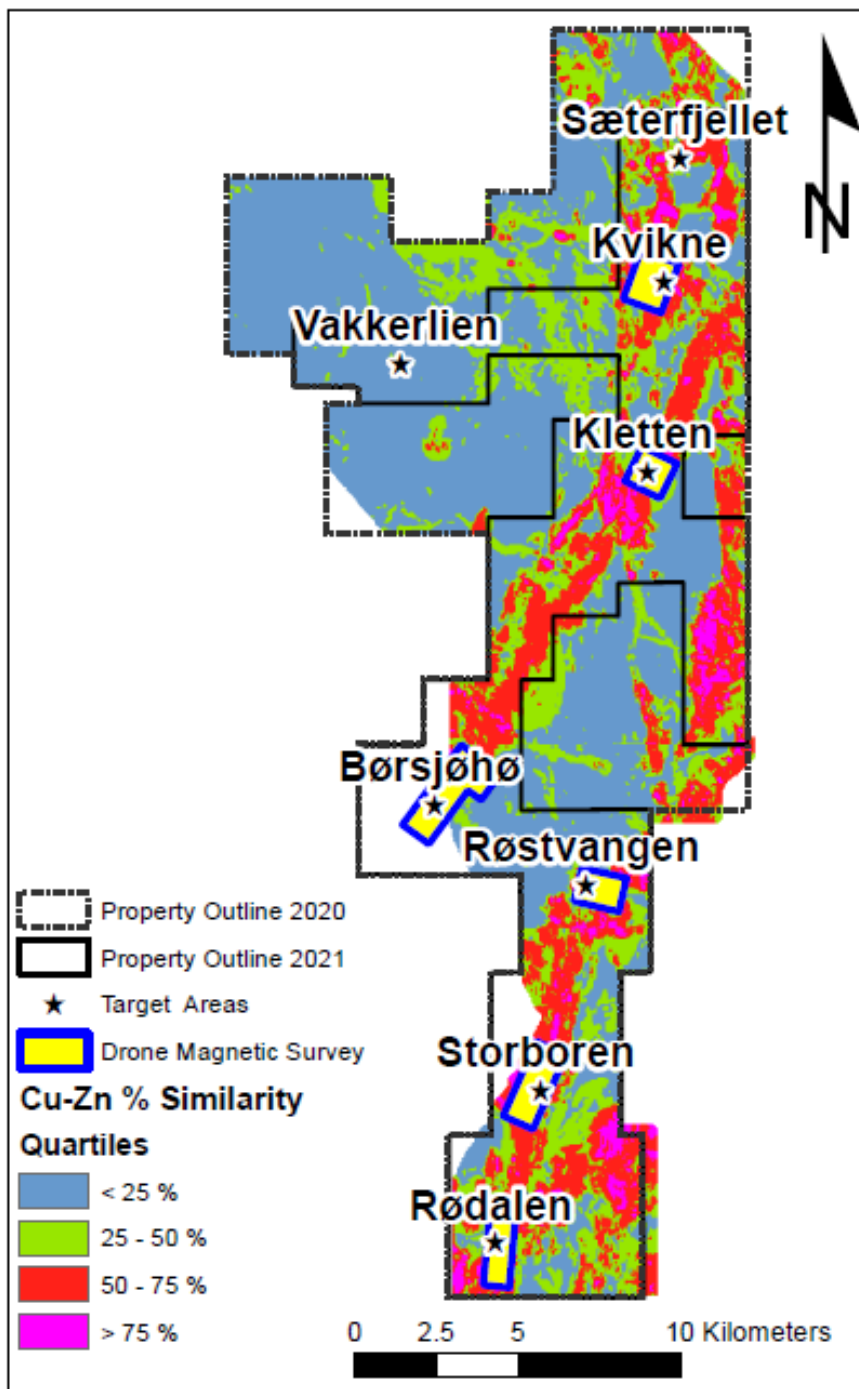 Sæterfjellet
N
Kvikne
Vakkerlien
Kletten
Børsjøhø
Røstvangen
Property Outline 2020
Property Outline 2021
Target Areas
Drone Magnetic Survey
Storboren
Cu-Zn % Similarity
Quartiles
< 25 %
25 - 50 %
Rødalen
50 - 75 %
> 75 %
0 2.5 5 10 Kilometers